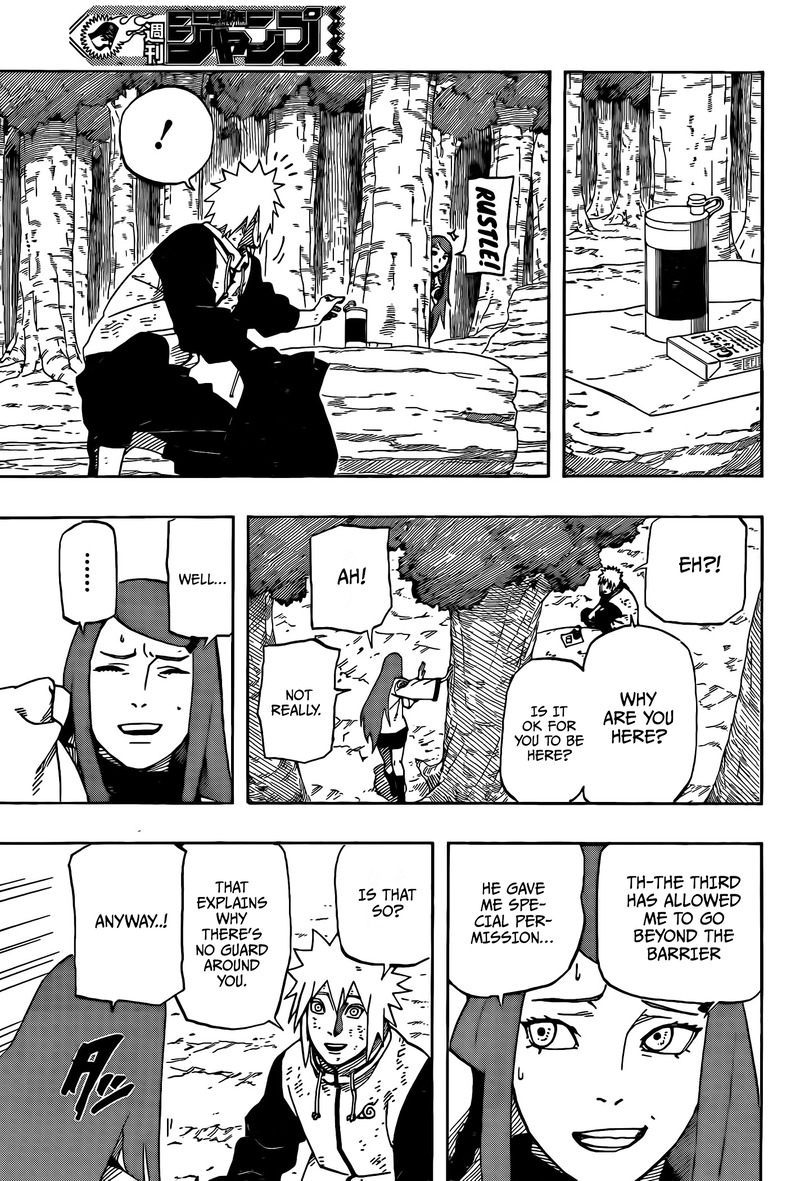 週刊
ジャンプ
!
RUSTLE!
EH?!
WHY
ARE YOU
HERE?
IS IT
OK FOR
YOU TO BE
HERE?
AH!
NOT
REALLY.
WELL...
......
TH-THE THIRD
HAS ALLOWED
ME TO GO
BEYOND THE
BARRIER
HE GAVE
ME SPE-
CIAL PER-
MISSION...
IS THAT
SO?
THAT
EXPLAINS
WHY
THERE'S
NO GUARD
AROUND
YOU.
ANYWAY..!